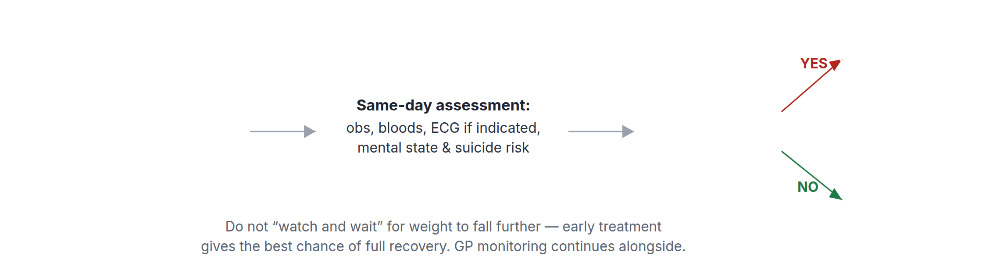 YES
Same-day assessment:
obs, bloods, ECG if indicated,
mental state & suicide risk
NO
Do not “watch and wait” for weight to fall further — early treatment
gives the best chance of full recovery. GP monitoring continues alongside.